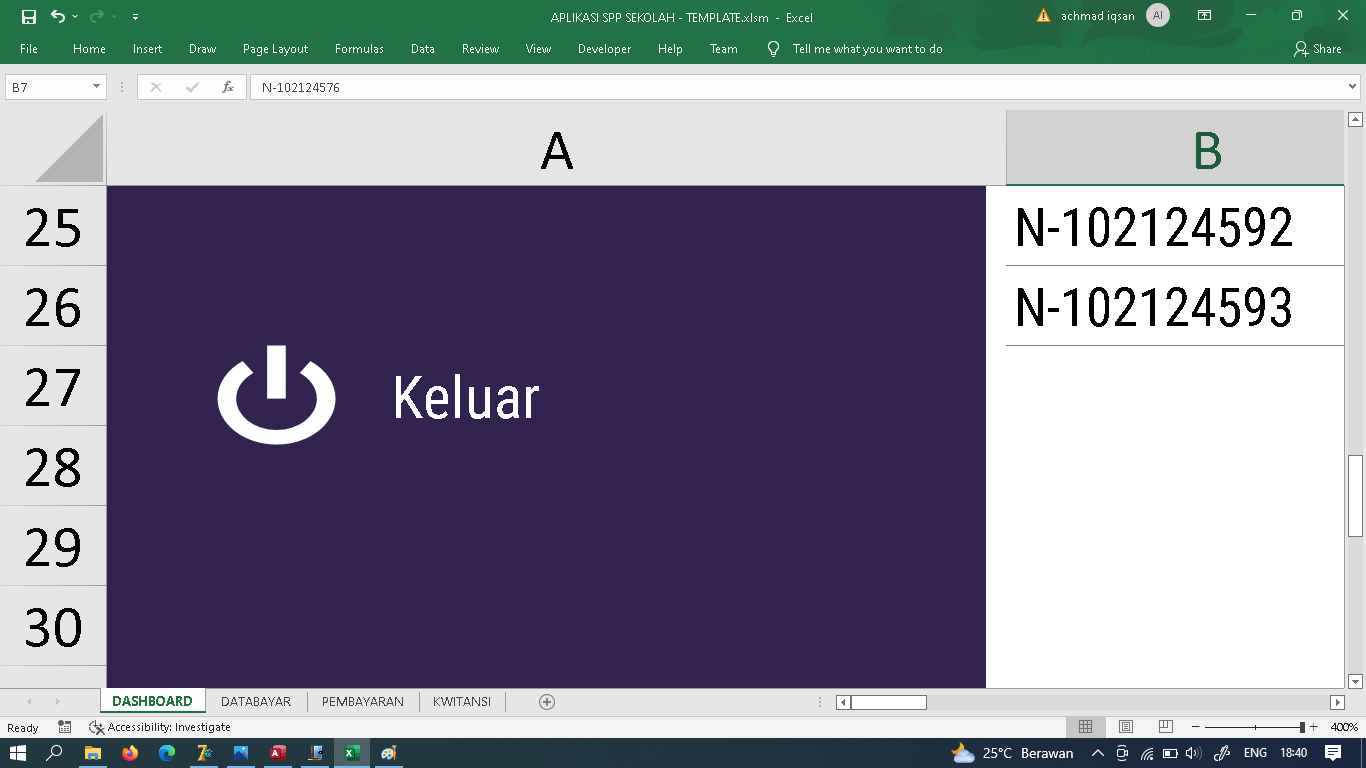 APLIKASI SPP SEKOLAH - TEMPLATE.xlsm - Excel
achmad iqsan
AI
File Home Insert Draw Page Layout Formulas Data Review View Developer Help Team Tell me what you want to do Share
B7 fx N-102124576
A B
25 N-102124592
26 N-102124593
27 Keluar
28
29
30
DASHBOARD DATABAYAR PEMBAYARAN KWITANSI
Ready Accessibility: Investigate 400%
25°C Berawan ENG 18:40